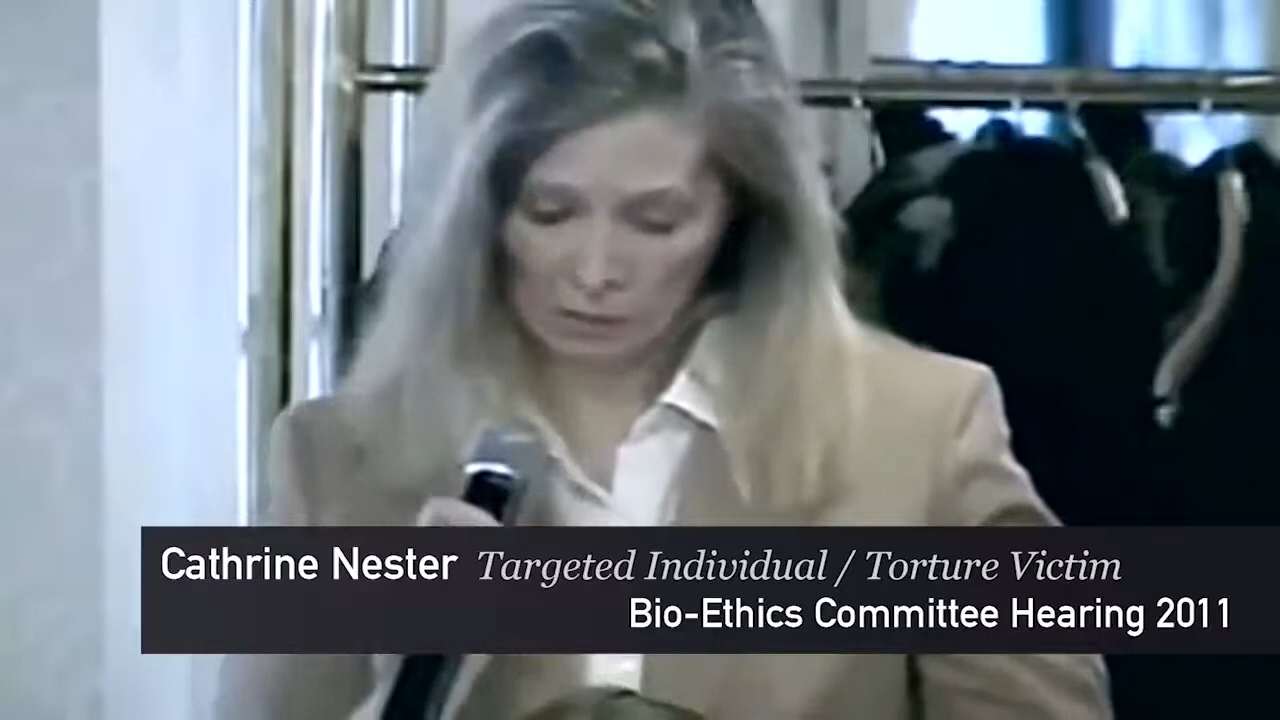 Cathrine Nester Targeted Individual / Torture Victim
Bio-Ethics Committee Hearing 2011